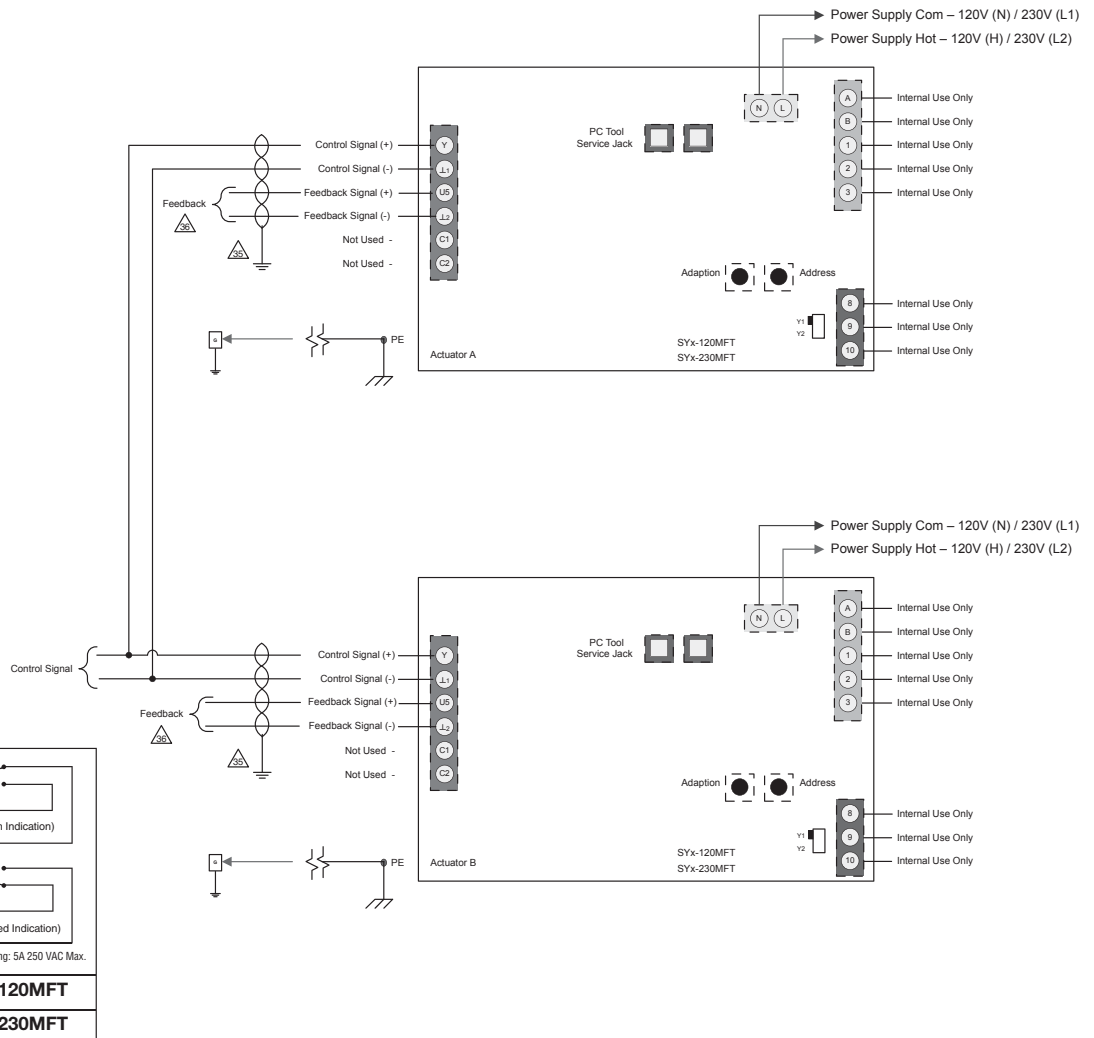 Power Supply Com – 120V (N) / 230V (L1)
Power Supply Hot – 120V (H) / 230V (L2)
N L
A Internal Use Only
B Internal Use Only
1 Internal Use Only
2 Internal Use Only
3 Internal Use Only
PC Tool
Service Jack
Control Signal (+) Y
Control Signal (-) ⊥1
Feedback Signal (+) U5
Feedback Signal (-) ⊥2
Not Used - C1
Not Used - C2
Feedback
36
35
Adaption Address
8 Internal Use Only
Y1
Y2
9 Internal Use Only
10 Internal Use Only
G
PE
Actuator A
SYx-120MFT
SYx-230MFT
Power Supply Com – 120V (N) / 230V (L1)
Power Supply Hot – 120V (H) / 230V (L2)
N L
A Internal Use Only
B Internal Use Only
1 Internal Use Only
2 Internal Use Only
3 Internal Use Only
PC Tool
Service Jack
Control Signal
Control Signal (+) Y
Control Signal (-) ⊥1
Feedback Signal (+) U5
Feedback Signal (-) ⊥2
Not Used - C1
Not Used - C2
Feedback
36
35
Adaption Address
8 Internal Use Only
Y1
Y2
9 Internal Use Only
10 Internal Use Only
G
PE
Actuator B
SYx-120MFT
SYx-230MFT
Indication)
Indication)
5A 250 VAC Max.
120MFT
230MFT